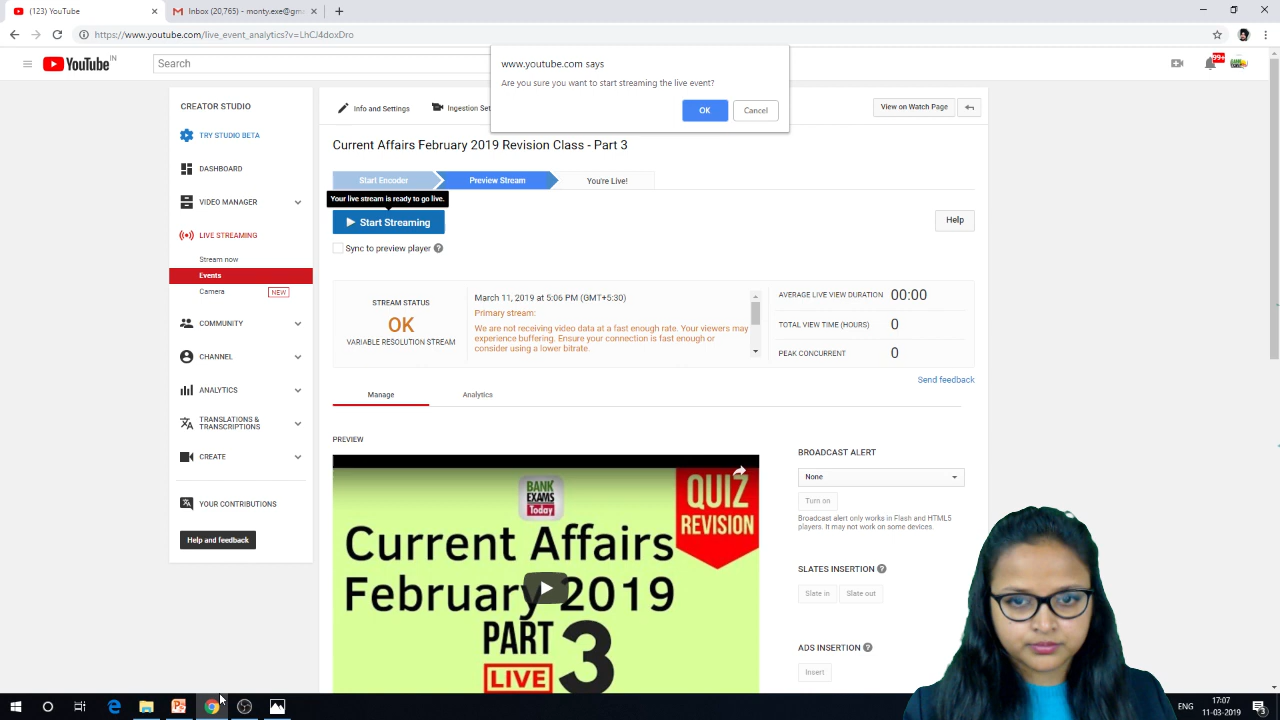 (123) YouTube
Inbox (20,765) - monty.exe@gm
https://www.youtube.com/live_event_analytics?v=LhCJ4doxDro
YouTube IN
Search
99+
www.youtube.com says
Are you sure you want to start streaming the live event?
OK
Cancel
CREATOR STUDIO
TRY STUDIO BETA
DASHBOARD
VIDEO MANAGER
LIVE STREAMING
Stream now
Events
Camera
NEW
COMMUNITY
CHANNEL
ANALYTICS
TRANSLATIONS &
TRANSCRIPTIONS
CREATE
YOUR CONTRIBUTIONS
Help and feedback
Info and Settings
Ingestion Set
View on Watch Page
Current Affairs February 2019 Revision Class - Part 3
Start Encoder
Preview Stream
You're Live!
Your live stream is ready to go live.
Start Streaming
Help
Sync to preview player ?
STREAM STATUS
OK
VARIABLE RESOLUTION STREAM
March 11, 2019 at 5:06 PM (GMT+5:30)
Primary stream:
We are not receiving video data at a fast enough rate. Your viewers may
experience buffering. Ensure your connection is fast enough or
consider using a lower bitrate.
AVERAGE LIVE VIEW DURATION 00:00
TOTAL VIEW TIME (HOURS) 0
PEAK CONCURRENT 0
Send feedback
Manage
Analytics
PREVIEW
BANK
EXAMS
Today
QUIZ
REVISION
Current Affairs
February 2019
PART 3
LIVE
BROADCAST ALERT
None
Turn on
Broadcast alert only works in Flash and HTML5
players. It may not work on some devices.
SLATES INSERTION ?
Slate in
Slate out
ADS INSERTION ?
Insert
ENG
17:07
11-03-2019
3